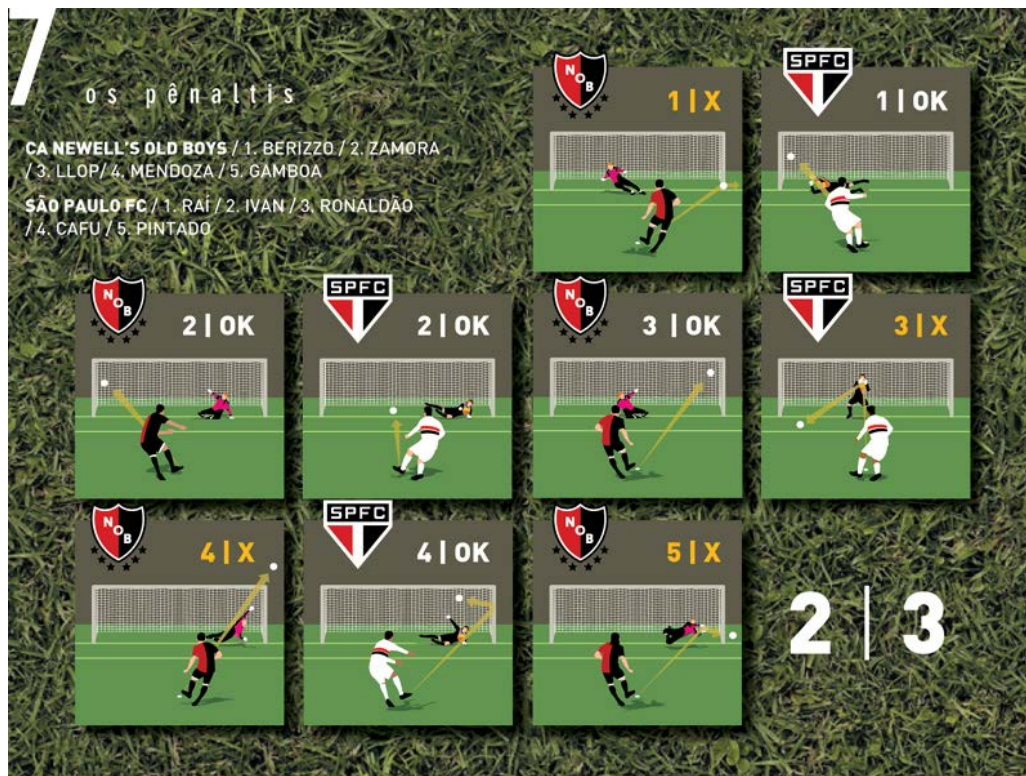 7
os pênaltis
CA NEWELL'S OLD BOYS / 1. BERIZZO / 2. ZAMORA
/ 3. LLOP/ 4. MENDOZA / 5. GAMBOA
SÃO PAULO FC / 1. RAÍ / 2. IVAN / 3. RONALDÃO
/ 4. CAFU / 5. PINTADO
NOB
1 | X
SPFC
1 | OK
NOB
2 | OK
SPFC
2 | OK
NOB
3 | OK
SPFC
3 | X
NOB
4 | X
SPFC
4 | OK
NOB
5 | X
2 | 3